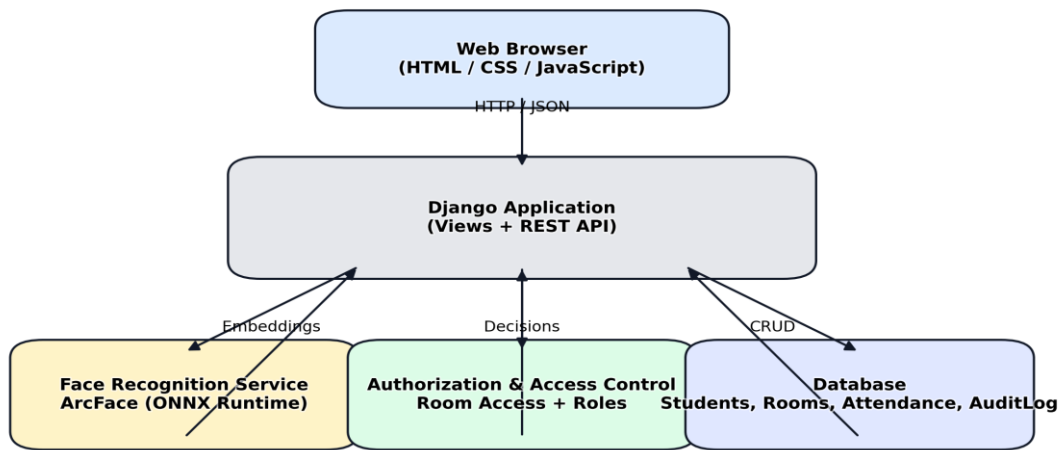 Web Browser
(HTML / CSS / JavaScript)
HTTP / JSON
Django Application
(Views + REST API)
Embeddings
Decisions
CRUD
Face Recognition Service
ArcFace (ONNX Runtime)
Authorization & Access Control
Room Access + Roles
Database
Students, Rooms, Attendance, AuditLog